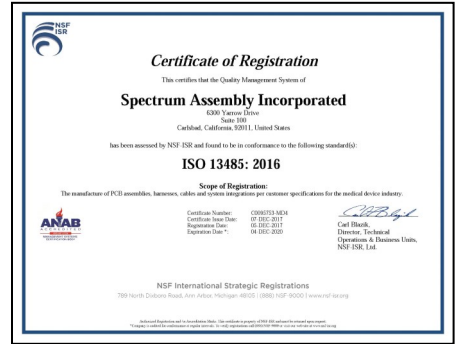 NSF
ISR
Certificate of Registration
This certifies that the Quality Management System of
Spectrum Assembly Incorporated
6300 Yarrow Drive
Suite 100
Carlsbad, California, 92011, United States
has been assessed by NSF-ISR and found to be in conformance to the following standard(s):
ISO 13485: 2016
Scope of Registration:
The manufacture of PCB assemblies, harnesses, cables and system integrations per customer specifications for the medical device industry.
ANAB
ACCREDITED
Certificate Number: C0095753-MD4
Certificate Issue Date: 07-DEC-2017
Registration Date: 05-DEC-2017
Expiration Date *: 04-DEC-2020
Carl Blazik,
Director, Technical
Operations & Business Units,
NSF-ISR, Ltd.
NSF International Strategic Registrations
789 North Dixboro Road, Ann Arbor, Michigan 48105 | (888) NSF-9000 | www.nsf-isr.org